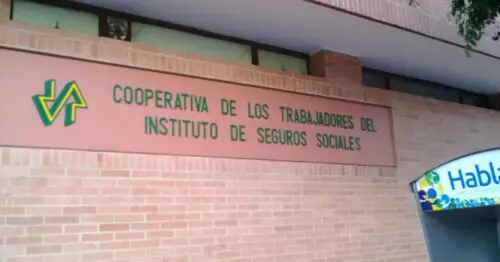 COOPERATIVA DE LOS TRABAJADORES DEL
INSTITUTO DE SEGUROS SOCIALES
Habla